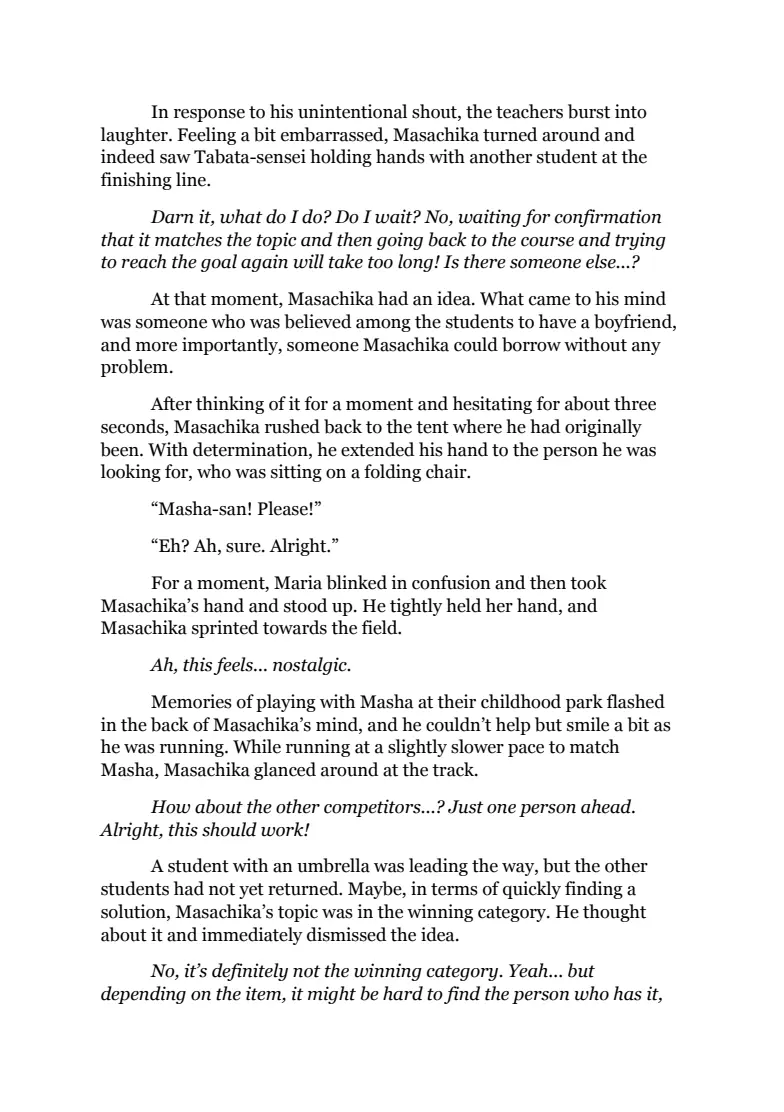 In response to his unintentional shout, the teachers burst into
laughter. Feeling a bit embarrassed, Masachika turned around and
indeed saw Tabata-sensei holding hands with another student at the
finishing line.
Darn it, what do I do? Do I wait? No, waiting for confirmation
that it matches the topic and then going back to the course and trying
to reach the goal again will take too long! Is there someone else...?
At that moment, Masachika had an idea. What came to his mind
was someone who was believed among the students to have a boyfriend,
and more importantly, someone Masachika could borrow without any
problem.
After thinking of it for a moment and hesitating for about three
seconds, Masachika rushed back to the tent where he had originally
been. With determination, he extended his hand to the person he was
looking for, who was sitting on a folding chair.
“Masha-san! Please!”
“Eh? Ah, sure. Alright.”
For a moment, Maria blinked in confusion and then took
Masachika’s hand and stood up. He tightly held her hand, and
Masachika sprinted towards the field.
Ah, this feels... nostalgic.
Memories of playing with Masha at their childhood park flashed
in the back of Masachika’s mind, and he couldn’t help but smile a bit as
he was running. While running at a slightly slower pace to match
Masha, Masachika glanced around at the track.
How about the other competitors...? Just one person ahead.
Alright, this should work!
A student with an umbrella was leading the way, but the other
students had not yet returned. Maybe, in terms of quickly finding a
solution, Masachika’s topic was in the winning category. He thought
about it and immediately dismissed the idea.
No, it’s definitely not the winning category. Yeah... but
depending on the item, it might be hard to find the person who has it,